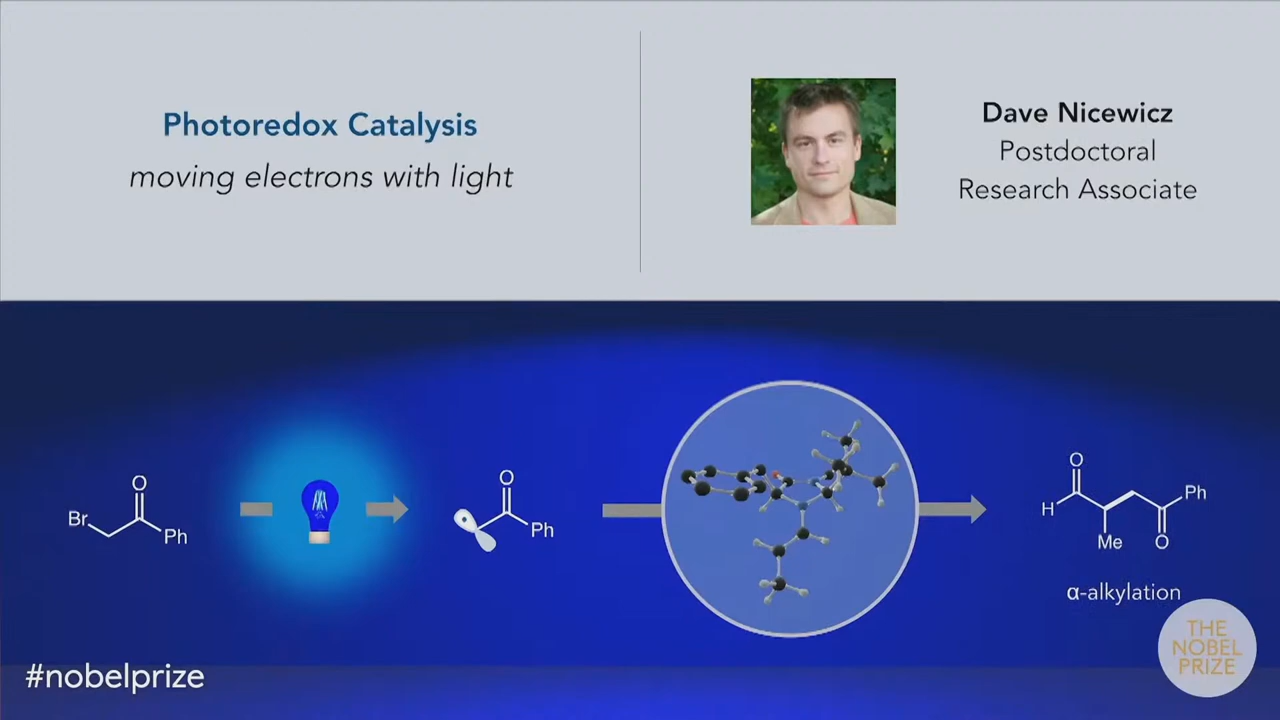 Photoredox Catalysis
moving electrons with light
Dave Nicewicz
Postdoctoral
Research Associate
O
Br
Ph
O
Ph
O
H
Me
O
Ph
α-alkylation
#nobelprize
THE
NOBEL
PRIZE